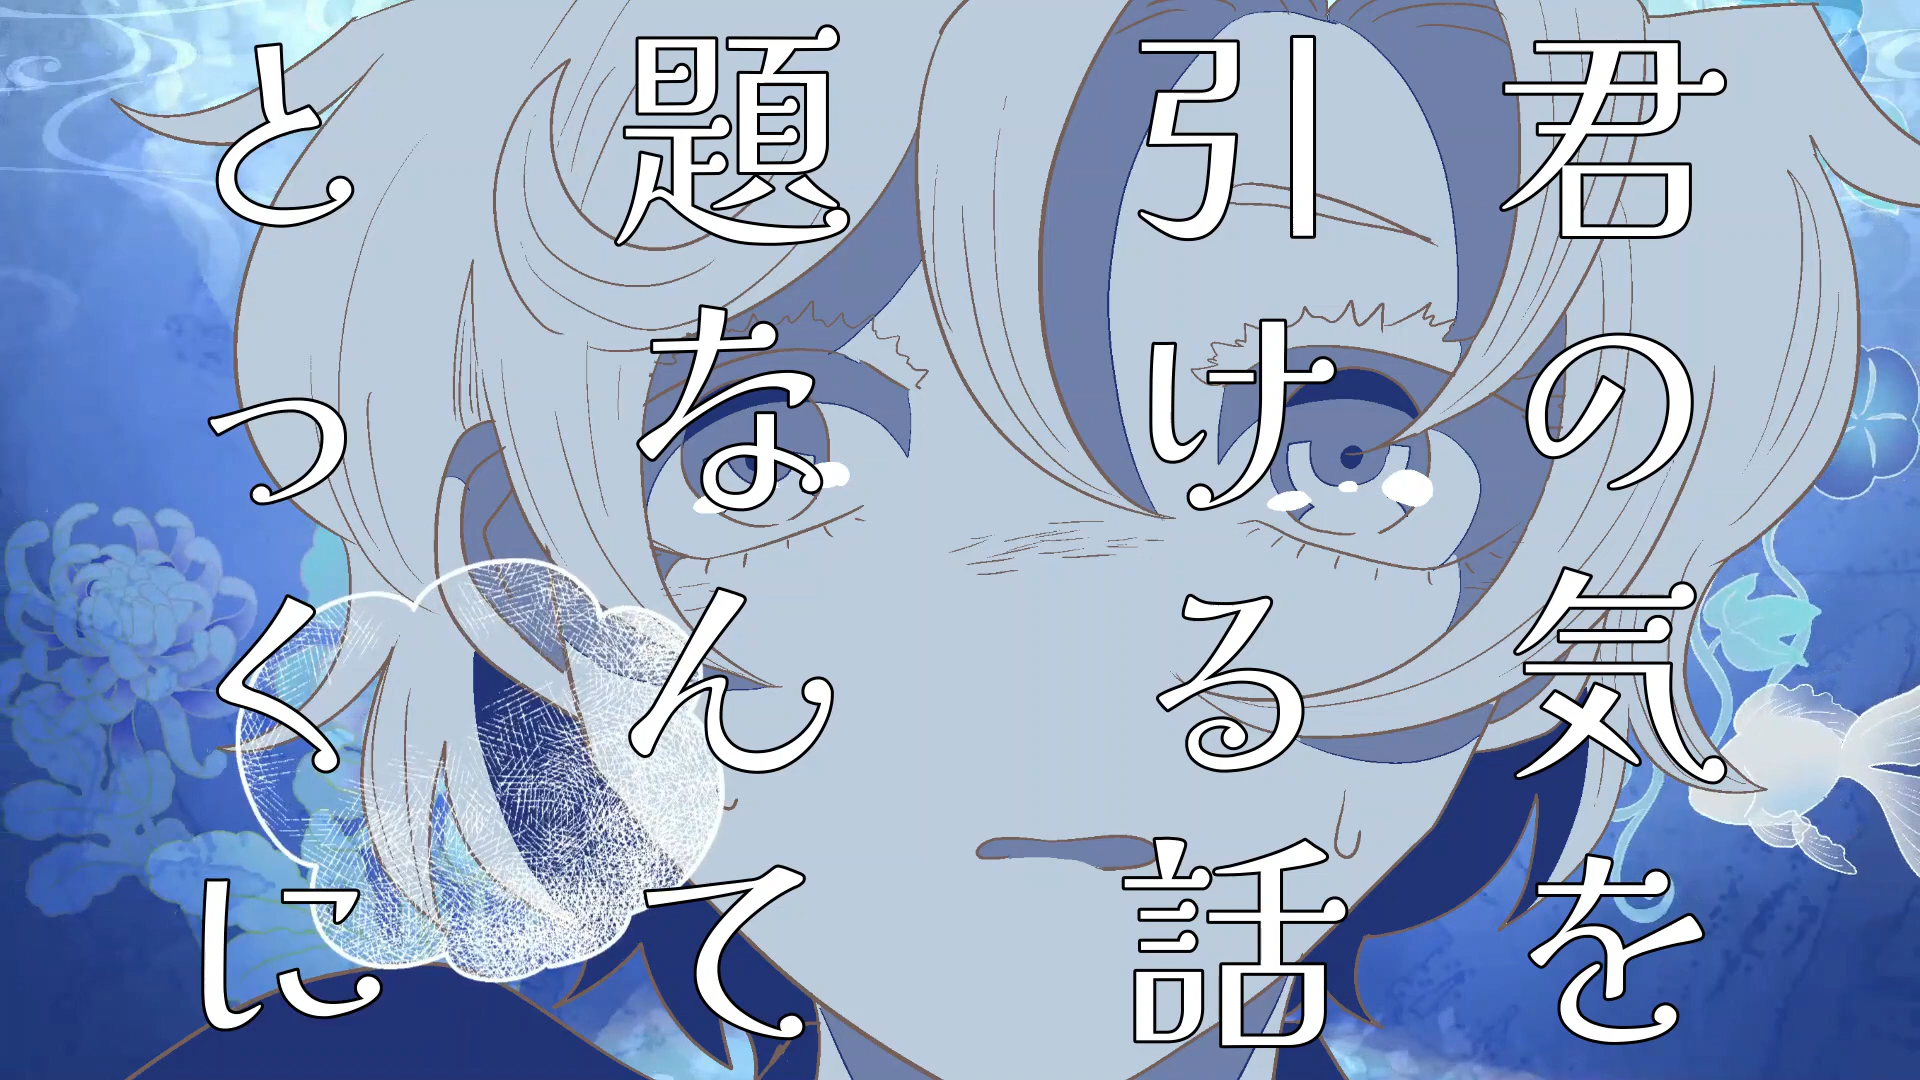 君の気を
引ける話
題なんて
とっくに